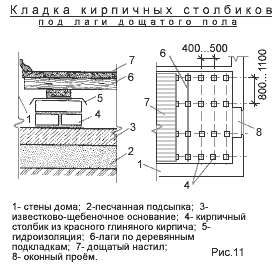 Кладка кирпичных столбиков
под лаги дощатого пола
400...500
800...1100
7
6
5
4
3
2
1
6
7
8
1
4
1- стены дома; 2-песчанная подсыпка; 3-
известково-щебеночное основание; 4- кирпичный
столбик из красного глиняного кирпича; 5-
гидроизоляция; 6-лаги по деревянным
подкладкам; 7- дощатый настил;
8- оконный проём.
Рис.11